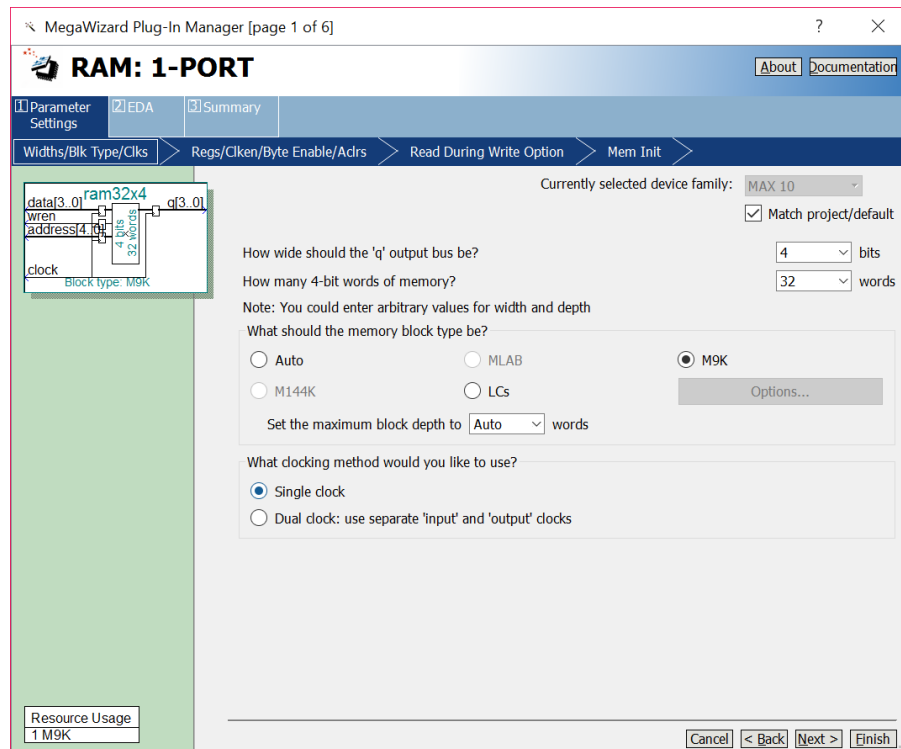 MegaWizard Plug-In Manager [page 1 of 6]
?
RAM: 1-PORT
About Documentation
1 Parameter Settings
2 EDA
3 Summary
Widths/Blk Type/Clks
Regs/Clken/Byte Enable/Aclrs
Read During Write Option
Mem Init
ram32x4
data[3..0]
q[3..0]
wren
address[4..0]
4 bits
32 words
clock
Block type: M9K
Currently selected device family: MAX 10
Match project/default
How wide should the 'q' output bus be? 4 bits
How many 4-bit words of memory? 32 words
Note: You could enter arbitrary values for width and depth
What should the memory block type be?
Auto MLAB M9K
M144K LCs Options...
Set the maximum block depth to Auto words
What clocking method would you like to use?
Single clock
Dual clock: use separate 'input' and 'output' clocks
Resource Usage
1 M9K
Cancel < Back Next > Finish